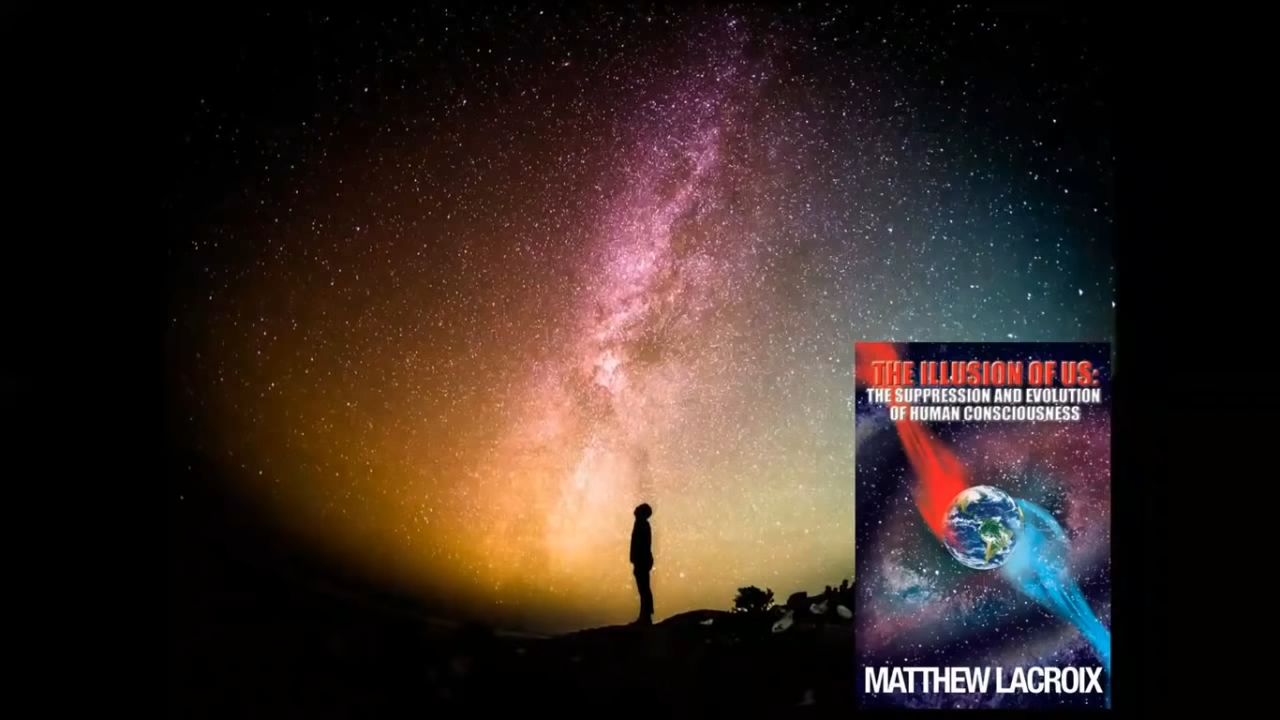 THE ILLUSION OF US:
THE SUPPRESSION AND EVOLUTION
OF HUMAN CONSCIOUSNESS
MATTHEW LACROIX